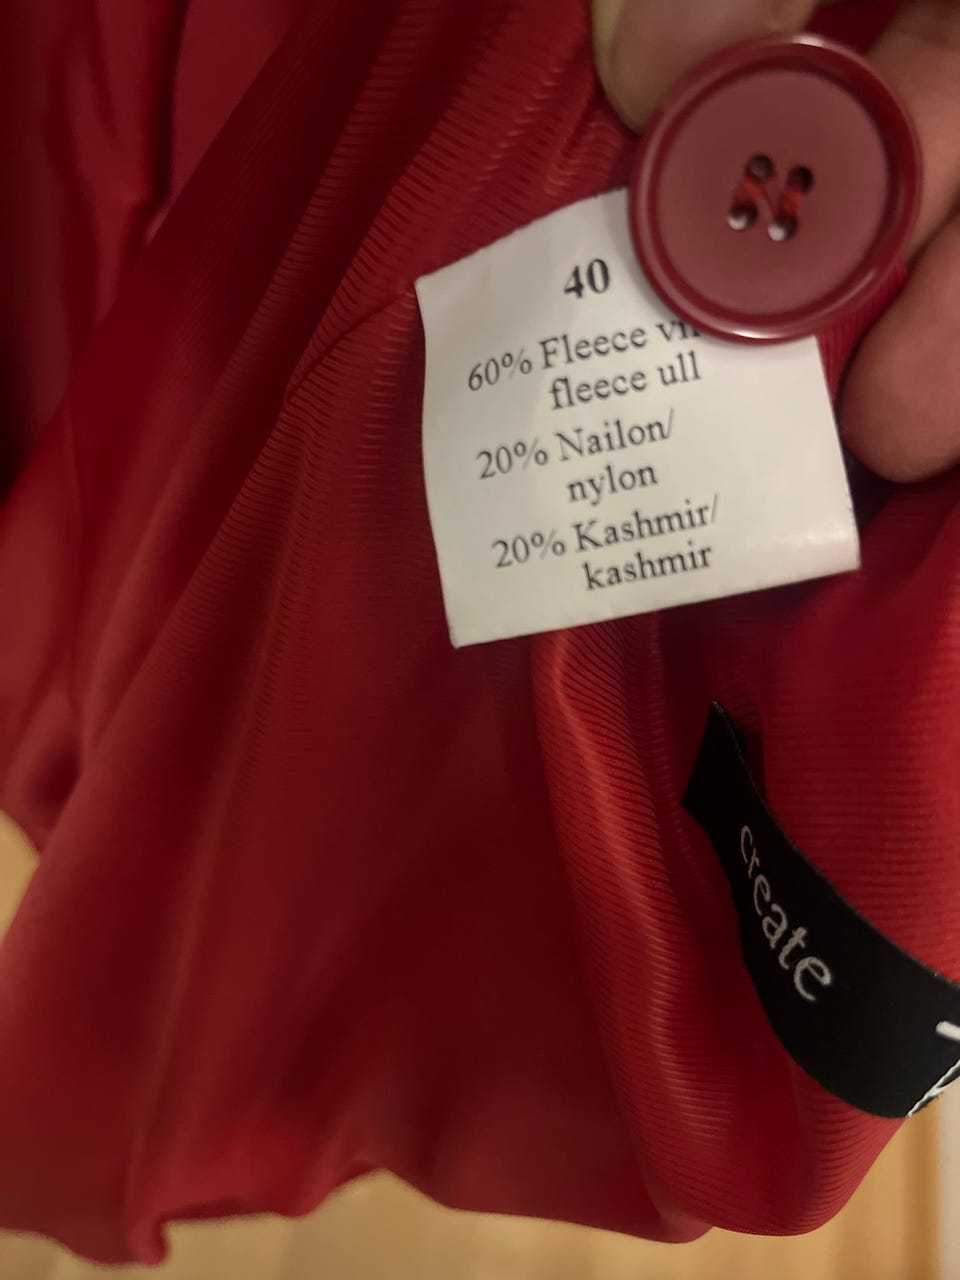 40
60% Fleece
fleece ull
20% Nailon/
nylon
20% Kashmir/
kashmir
create